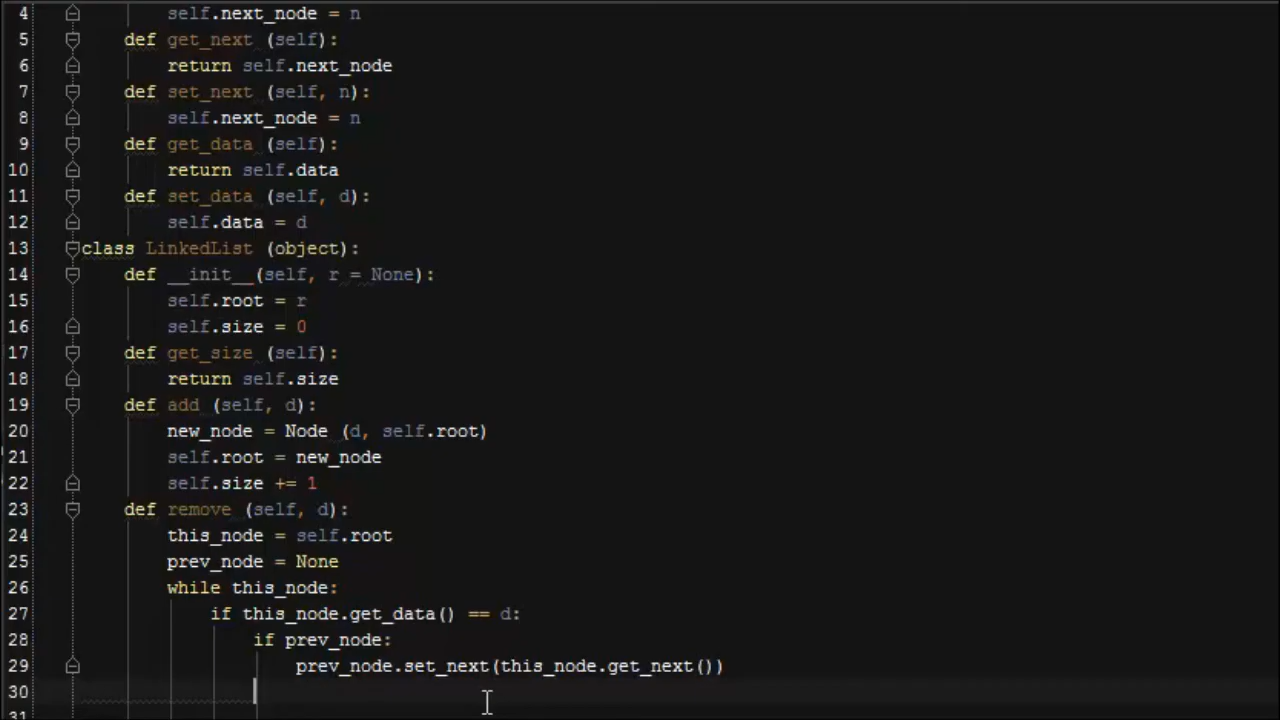 4 self.next_node = n
5 def get_next (self):
6 return self.next_node
7 def set_next (self, n):
8 self.next_node = n
9 def get_data (self):
10 return self.data
11 def set_data (self, d):
12 self.data = d
13 class LinkedList (object):
14 def __init__(self, r = None):
15 self.root = r
16 self.size = 0
17 def get_size (self):
18 return self.size
19 def add (self, d):
20 new_node = Node (d, self.root)
21 self.root = new_node
22 self.size += 1
23 def remove (self, d):
24 this_node = self.root
25 prev_node = None
26 while this_node:
27 if this_node.get_data() == d:
28 if prev_node:
29 prev_node.set_next(this_node.get_next())
30
31